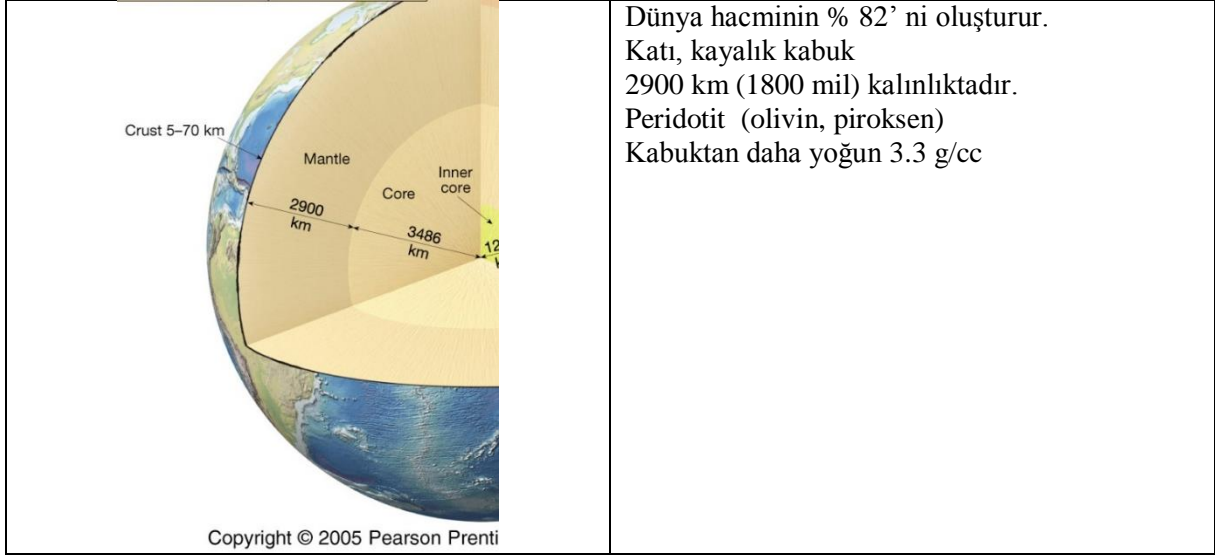 Crust 5–70 km
Mantle
Inner
core
Core
2900
km
3486
km
Copyright © 2005 Pearson
Dünya hacminin % 82’ ni oluşturur.
Katı, kayalık kabuk
2900 km (1800 mil) kalınlıktadır.
Peridotit  (olivin, piroksen)
Kabuktan daha yoğun 3.3 g/cc